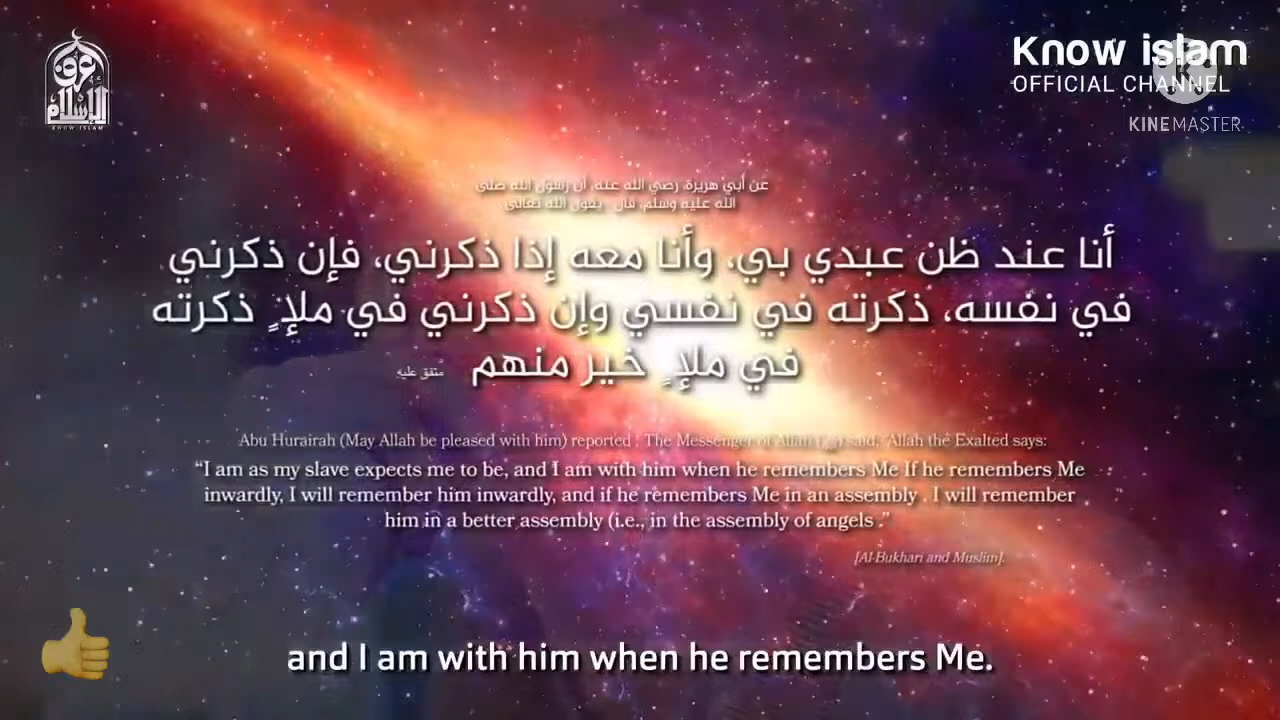 عرف
الإسلام
KNOW ISLAM
Know islam
OFFICIAL CHANNEL
KINEMASTER
عن أبي هريرة، رضي الله عنه، أن رسول الله صلى
الله عليه وسلم، قال : يقول الله تعالى
أنا عند ظن عبدي بي، وأنا معه إذا ذكرني، فإن ذكرني
في نفسه، ذكرته في نفسي وإن ذكرني في ملإٍ ذكرته
في ملإٍ خير منهم متفق عليه
Abu Hurairah (May Allah be pleased with him) reported : The Messenger of Allah (ﷺ) said, "Allah the Exalted says:
“I am as my slave expects me to be, and I am with him when he remembers Me If he remembers Me
inwardly, I will remember him inwardly, and if he remembers Me in an assembly . I will remember
him in a better assembly (i.e., in the assembly of angels .”
[Al-Bukhari and Muslim].
and I am with him when he remembers Me.